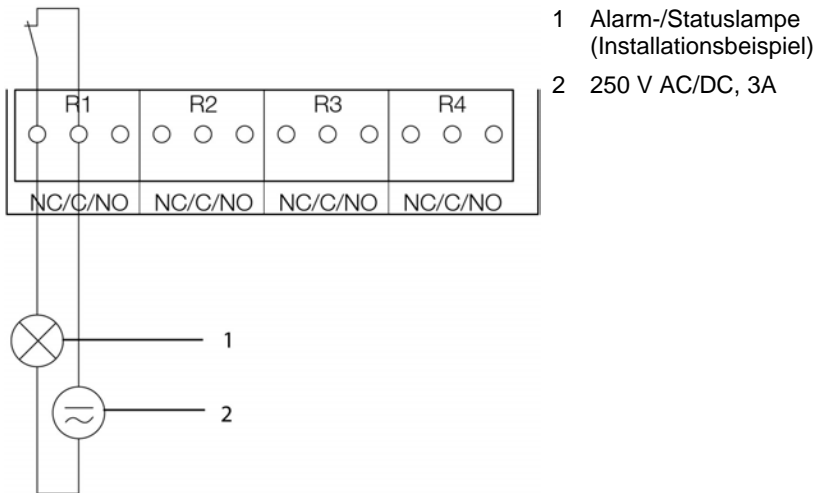 R1 R2 R3 R4
NC/C/NO NC/C/NO NC/C/NO NC/C/NO
1
2
1 Alarm-/Statuslampe
(Installationsbeispiel)
2 250 V AC/DC, 3A